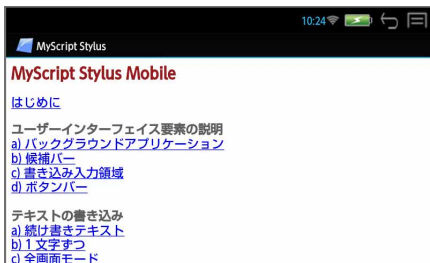 10:24
MyScript Stylus
MyScript Stylus Mobile
はじめに
ユーザーインターフェイス要素の説明
a) バックグラウンドアプリケーション
b) 候補バー
c) 書き込み入力領域
d) ボタンバー
テキストの書き込み
a) 続け書きテキスト
b) 1 文字ずつ
c) 全画面モード